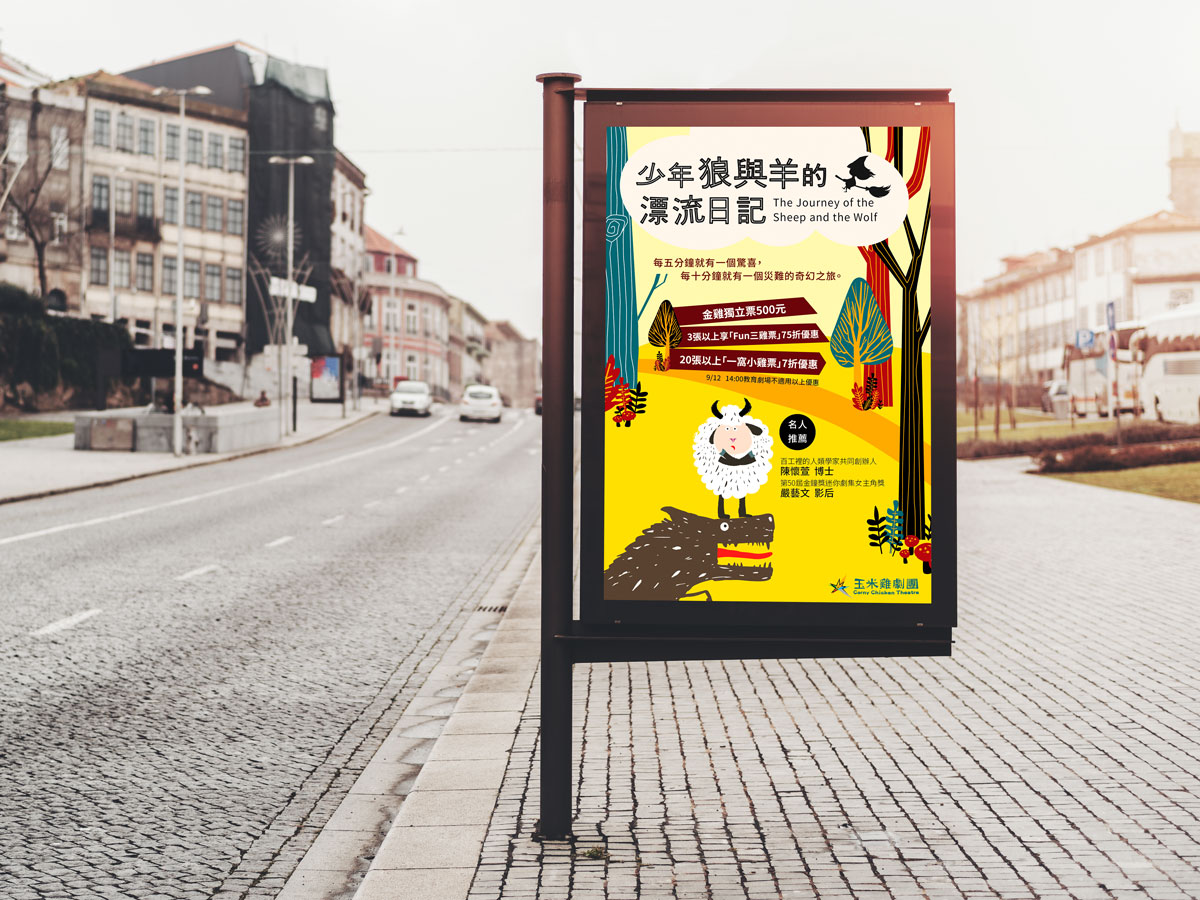 少年狼與羊的
漂流日記
The Journey of the
Sheep and the Wolf
每五分鐘就有一個驚喜，
每十分鐘就有一個災難的奇幻之旅。
金雞獨立票500元
3張以上享「Fun三雞票」75折優惠
20張以上「一窩小雞票」7折優惠
9/12 14:00教育劇場不適用以上優惠
名人
推薦
百工裡的人類學家共同創辦人
陳懷萱 博士
第50屆金鐘獎迷你劇集女主角獎
嚴藝文 影后
玉米雞劇團
Corny Chicken Theatre
P